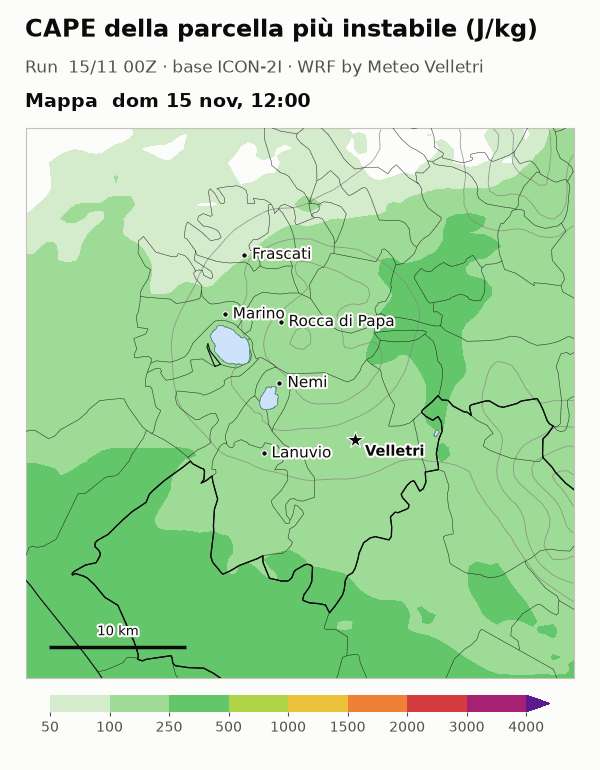 CAPE della parcella più instabile (J/kg)
Run  15/11 00Z · base ICON-2I · WRF by Meteo Velletri
Mappa  dom 15 nov, 12:00
Frascati
Marino
Rocca di Papa
Nemi
Velletri
Lanuvio
10 km
50 100 250 500 1000 1500 2000 3000 4000